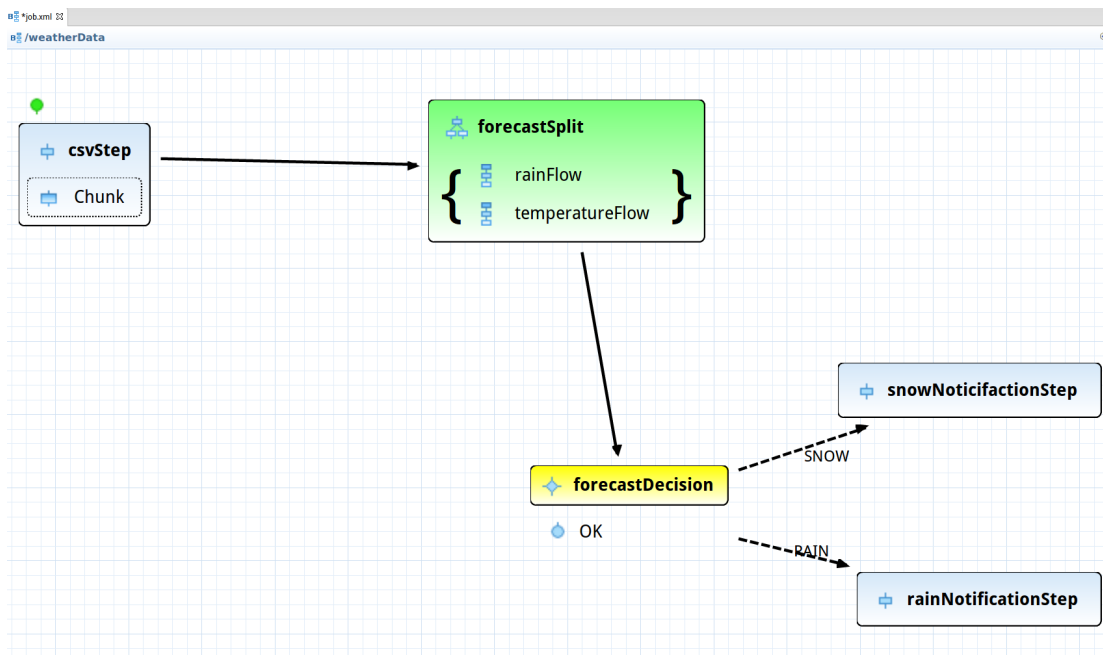 *job.xml
/weatherData
csvStep
Chunk
forecastSplit
{ rainFlow }
temperatureFlow
snowNoticifactionStep
SNOW
forecastDecision
OK
RAIN
rainNotificationStep